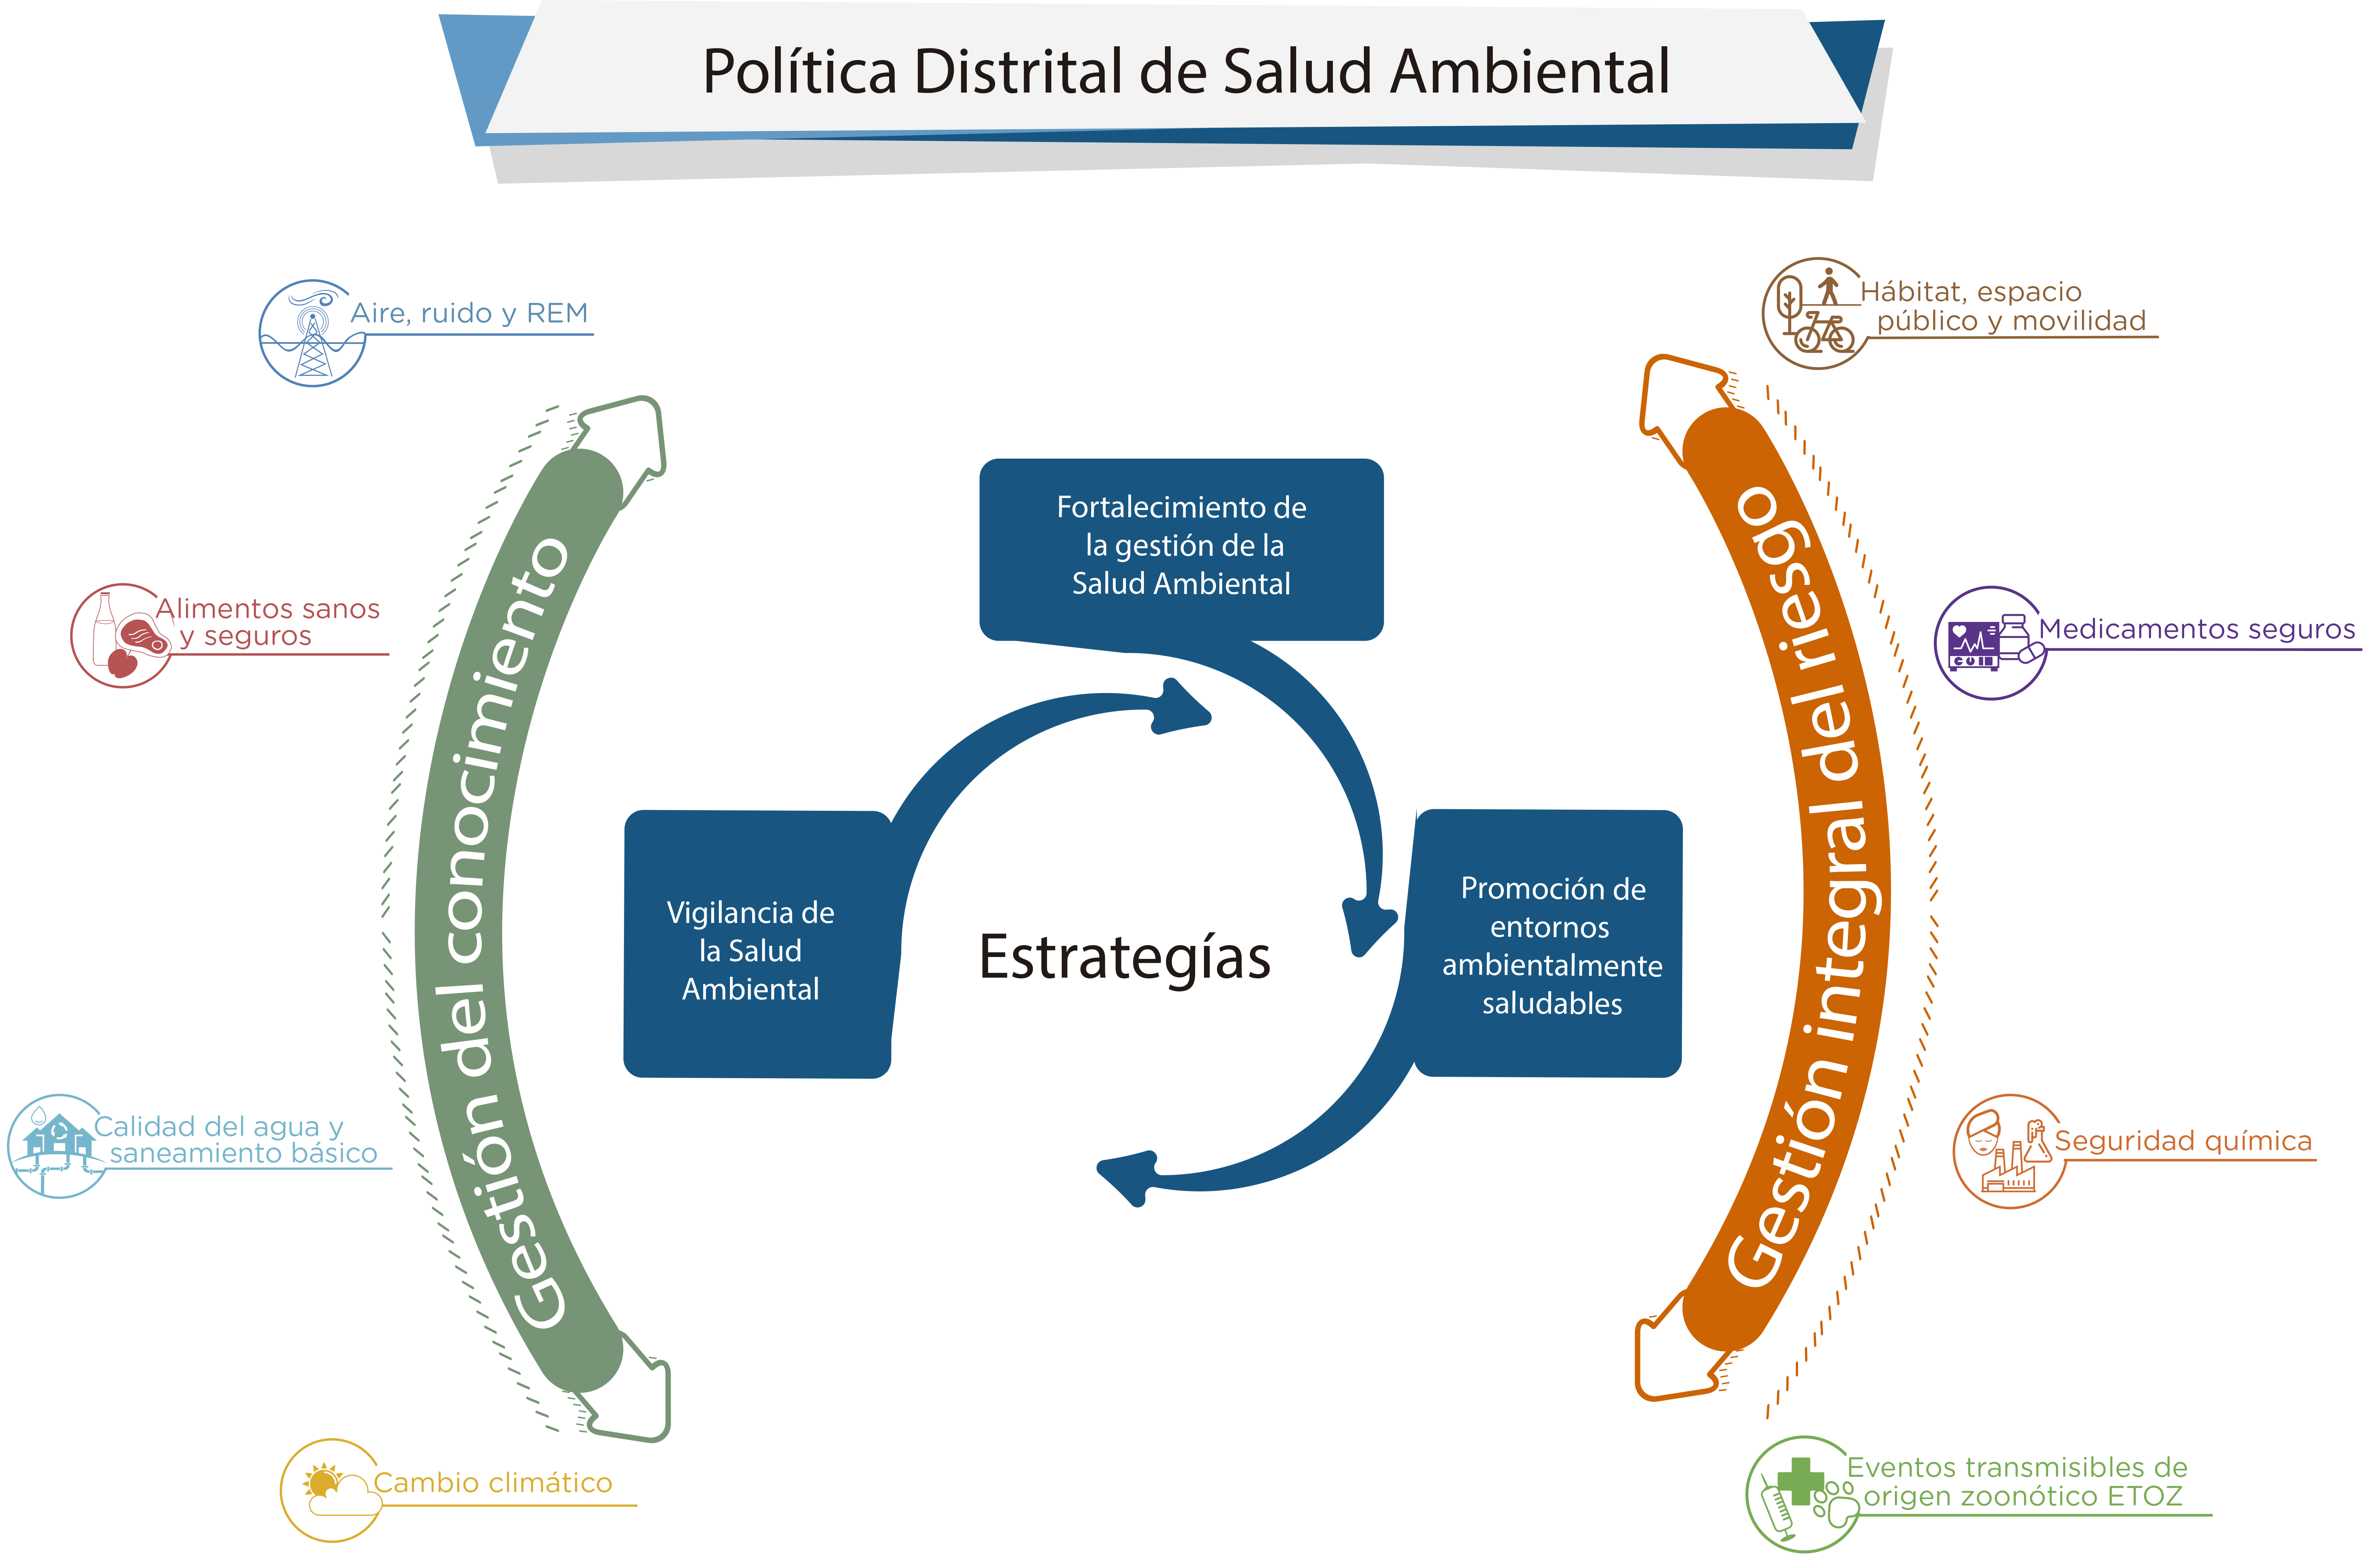 Política Distrital de Salud Ambiental
Aire, ruido y REM
Alimentos sanos
y seguros
Calidad del agua y
saneamiento básico
Cambio climático
Gestión del conocimiento
Fortalecimiento de
la gestión de la
Salud Ambiental
Vigilancia de
la Salud
Ambiental
Estrategías
Promoción de
entornos
ambientalmente
saludables
Gestión integral del riesgo
Hábitat, espacio
público y movilidad
Medicamentos seguros
Seguridad química
Eventos transmisibles de
origen zoonótico ETOZ